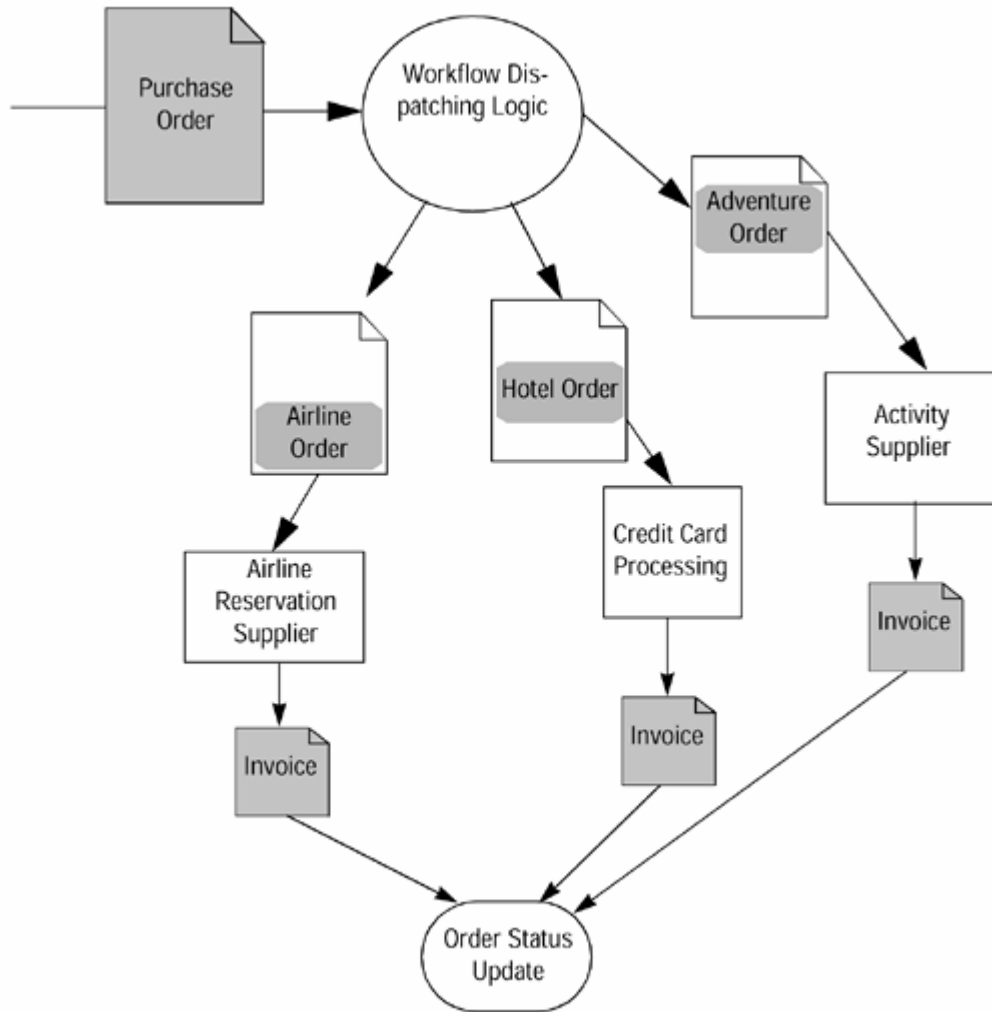 Purchase
Order
Workflow Dis-
patching Logic
Adventure
Order
Airline
Order
Hotel Order
Activity
Supplier
Airline
Reservation
Supplier
Credit Card
Processing
Invoice
Invoice
Invoice
Order Status
Update